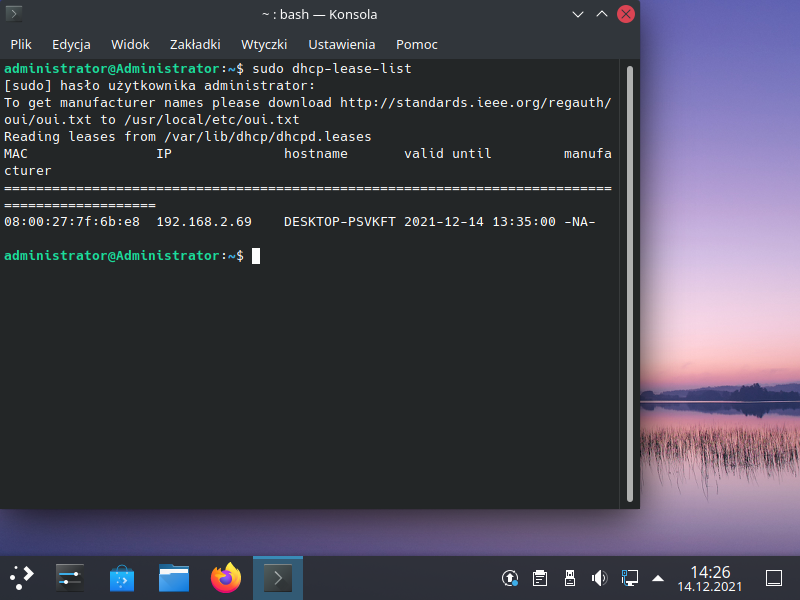 ~ : bash — Konsola
Plik Edycja Widok Zakładki Wtyczki Ustawienia Pomoc
administrator@Administrator:~$ sudo dhcp-lease-list
[sudo] hasło użytkownika administrator:
To get manufacturer names please download http://standards.ieee.org/regauth/
oui/oui.txt to /usr/local/etc/oui.txt
Reading leases from /var/lib/dhcp/dhcpd.leases
MAC IP hostname valid until manufa
cturer
============================================================================
===================
08:00:27:7f:6b:e8 192.168.2.69 DESKTOP-PSVKFT 2021-12-14 13:35:00 -NA-
administrator@Administrator:~$
14:26
14.12.2021